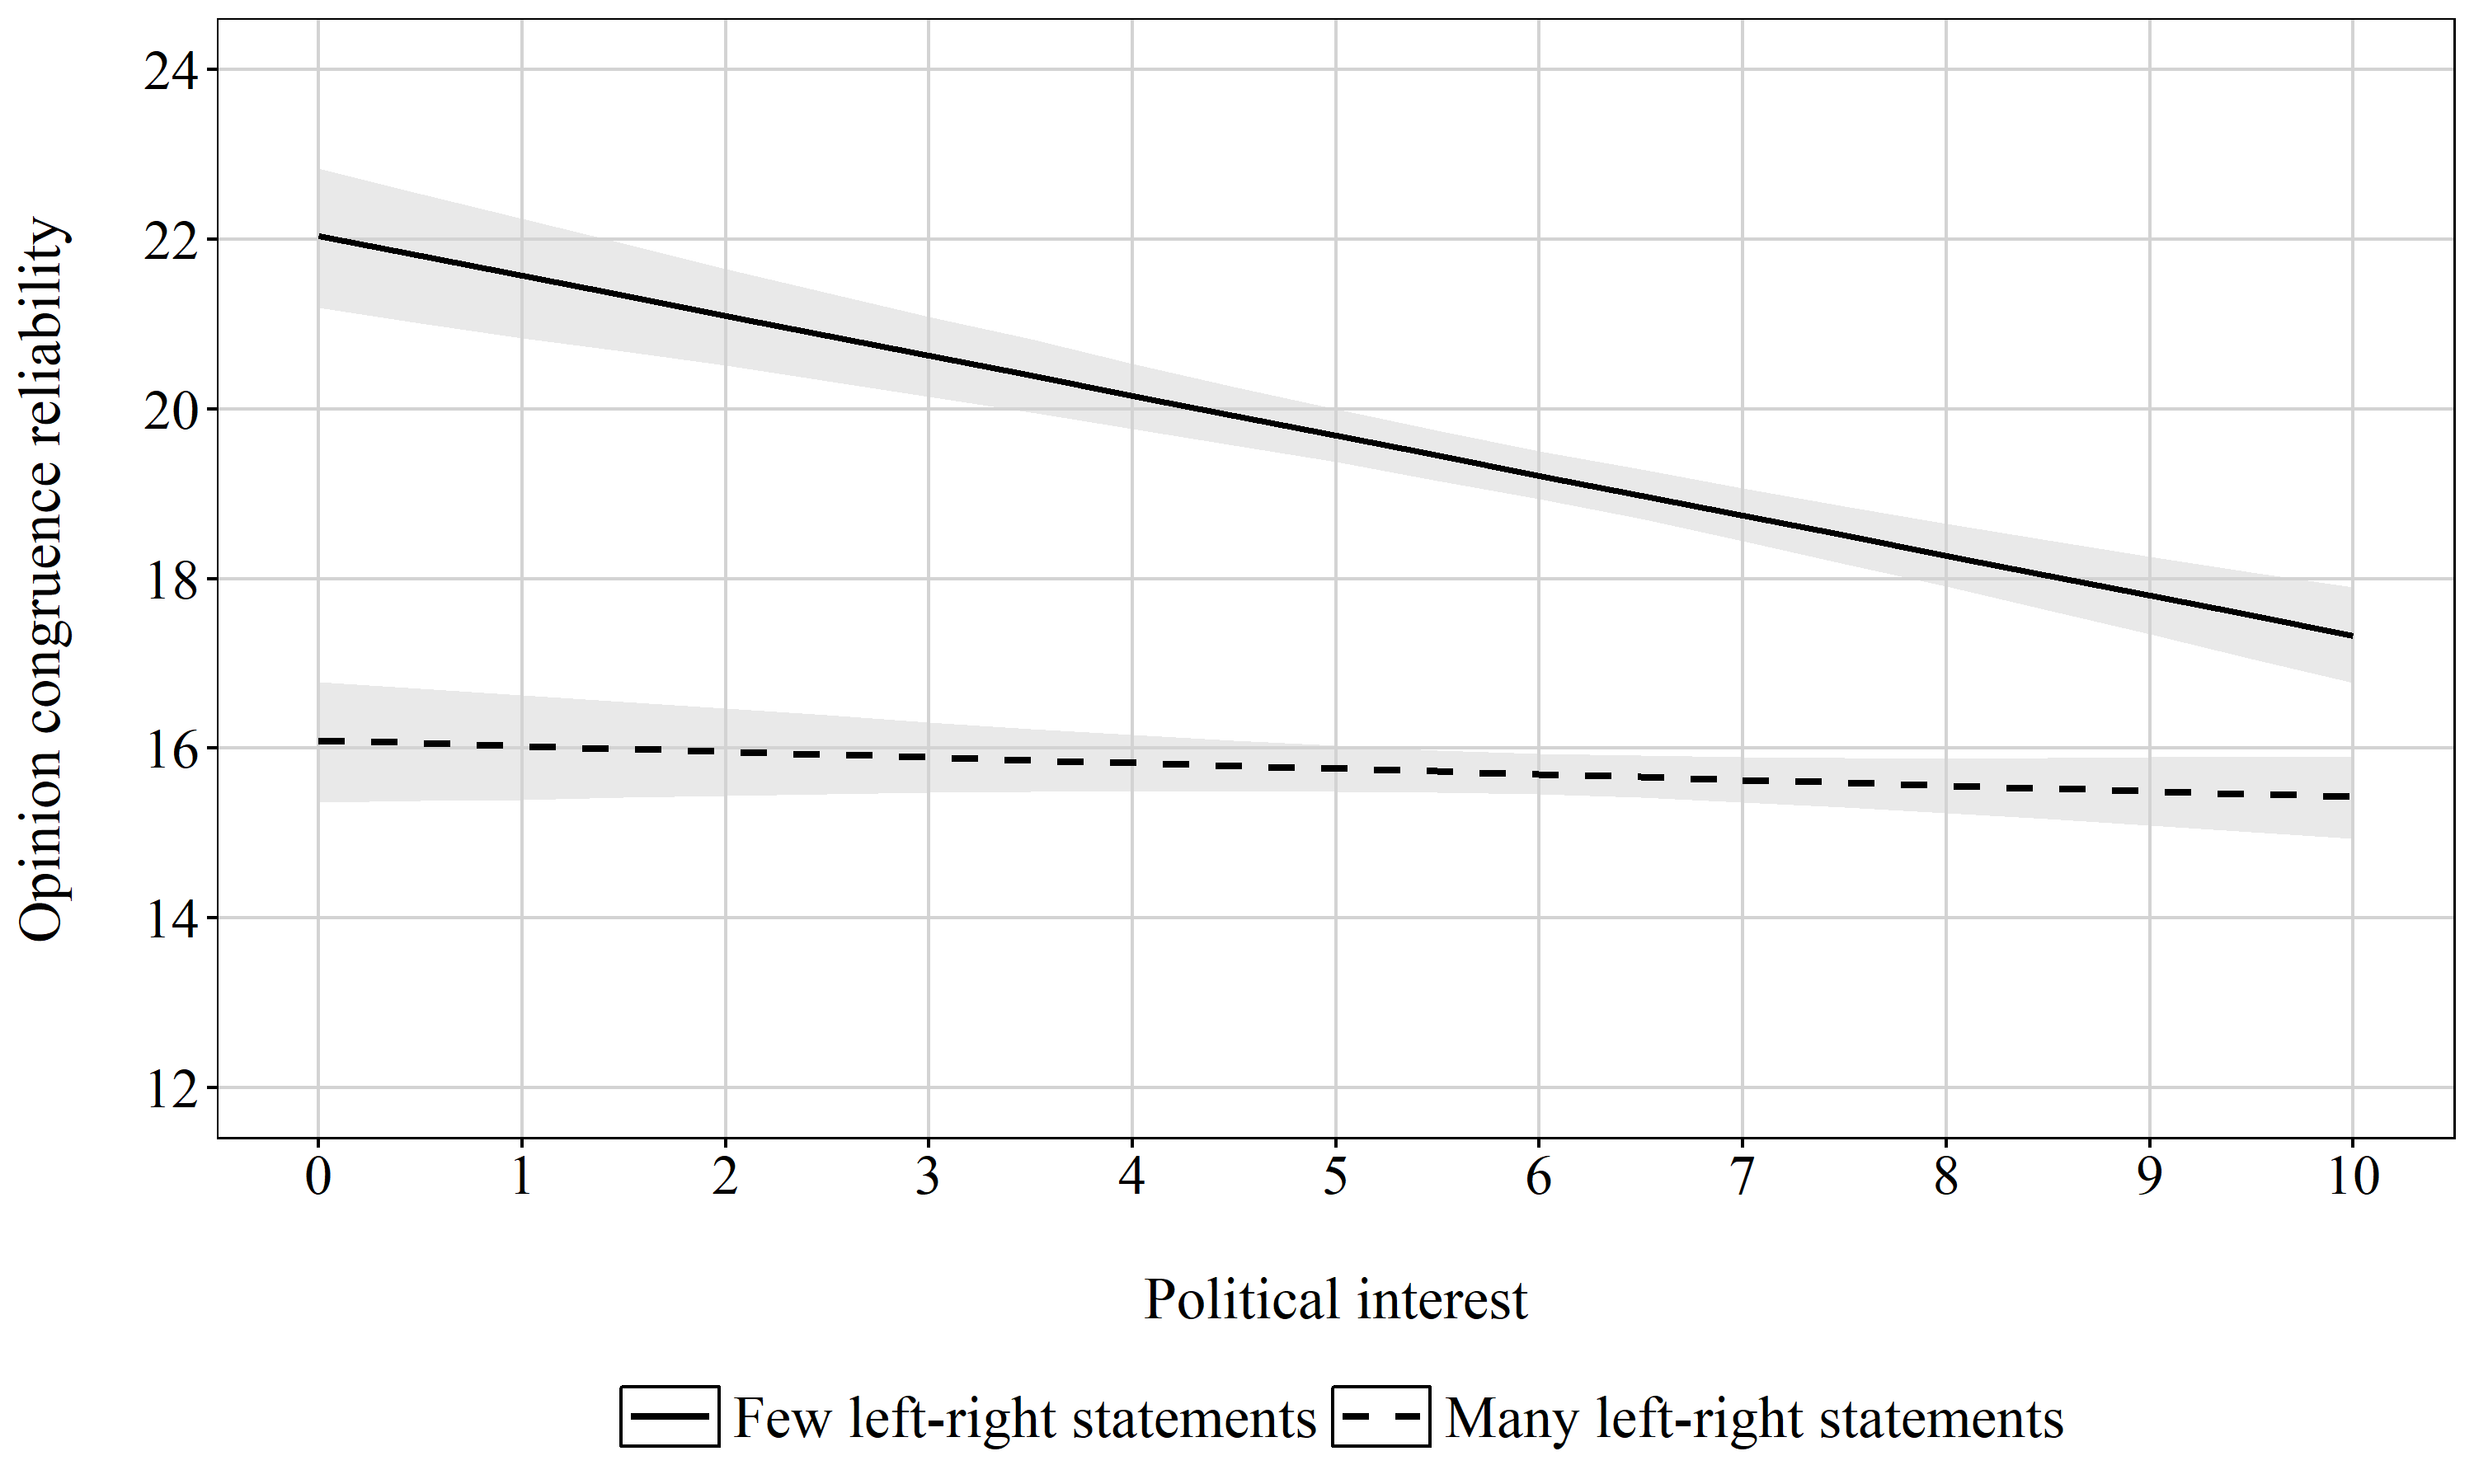 Opinion congruence reliability
24
22
20
18
16
14
12
0 1 2 3 4 5 6 7 8 9 10
Political interest
Few left-right statements Many left-right statements